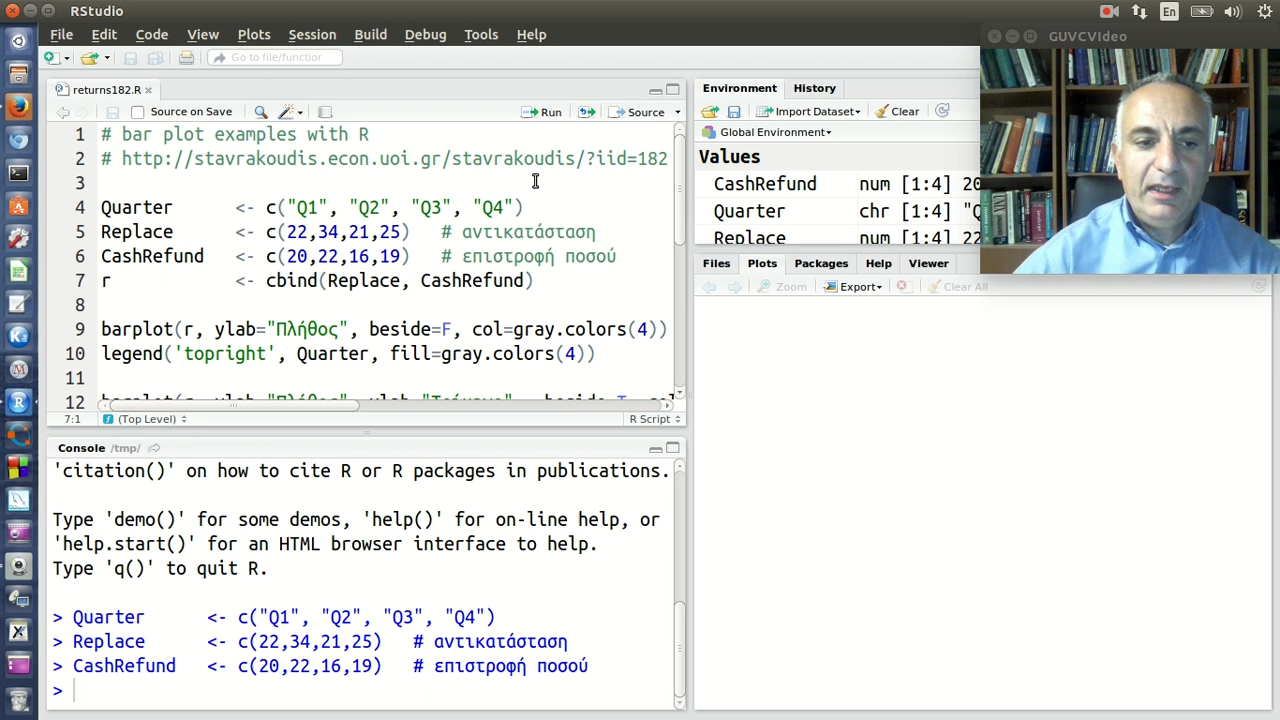 RStudio
En
File Edit Code View Plots Session Build Debug Tools Help
GUVCVIdeo
Go to file/functior
returns182.R
Source on Save Run Source
1 # bar plot examples with R
2 # http://stavrakoudis.econ.uoi.gr/stavrakoudis/?iid=182
3
4 Quarter <- c("Q1", "Q2", "Q3", "Q4")
5 Replace <- c(22,34,21,25) # αντικατάσταση
6 CashRefund <- c(20,22,16,19) # επιστροφή ποσού
7 r <- cbind(Replace, CashRefund)
8
9 barplot(r, ylab="Πλήθος", beside=F, col=gray.colors(4))
10 legend('topright', Quarter, fill=gray.colors(4))
11
12 barplot(r, ylab="Πλήθος", xlab="Τρίμηνο", beside=T, col
7:1 (Top Level) R Script
Console /tmp/
'citation()' on how to cite R or R packages in publications.
Type 'demo()' for some demos, 'help()' for on-line help, or
'help.start()' for an HTML browser interface to help.
Type 'q()' to quit R.
> Quarter <- c("Q1", "Q2", "Q3", "Q4")
> Replace <- c(22,34,21,25) # αντικατάσταση
> CashRefund <- c(20,22,16,19) # επιστροφή ποσού
>
Environment History
Import Dataset Clear
Global Environment
Values
CashRefund num [1:4] 20
Quarter chr [1:4] "Q
Replace num [1:4] 22
Files Plots Packages Help Viewer
Zoom Export Clear All